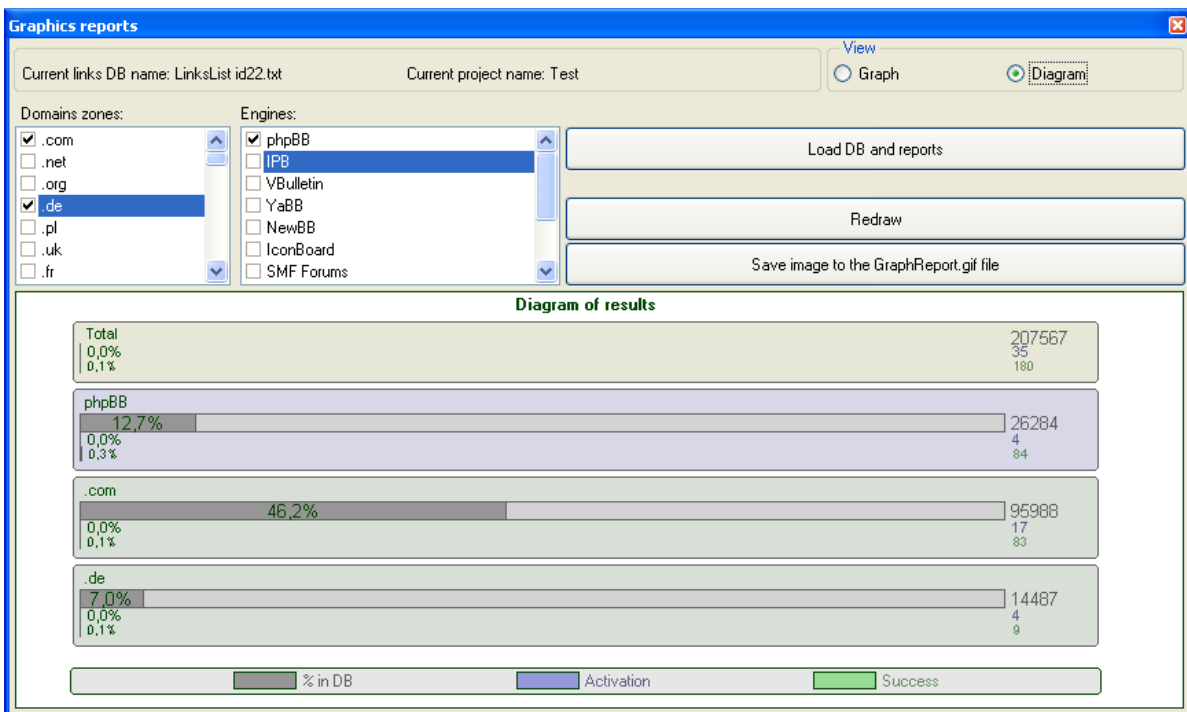 Graphics reports
View
Current links DB name: LinksList id22.txt Current project name: Test Graph Diagram
Domains zones: Engines:
.com phpBB
Load DB and reports
.net IPB
.org VBulletin
.de YaBB
Redraw
.pl NewBB
.uk IconBoard
Save image to the GraphReport.gif file
.fr SMF Forums
Diagram of results
Total 207567
0,0% 35
0,1% 180
phpBB
12,7% 26284
0,0% 4
0,3% 84
.com
46,2% 95988
0,0% 17
0,1% 83
.de
7,0% 14487
0,0% 4
0,1% 9
% in DB Activation Success